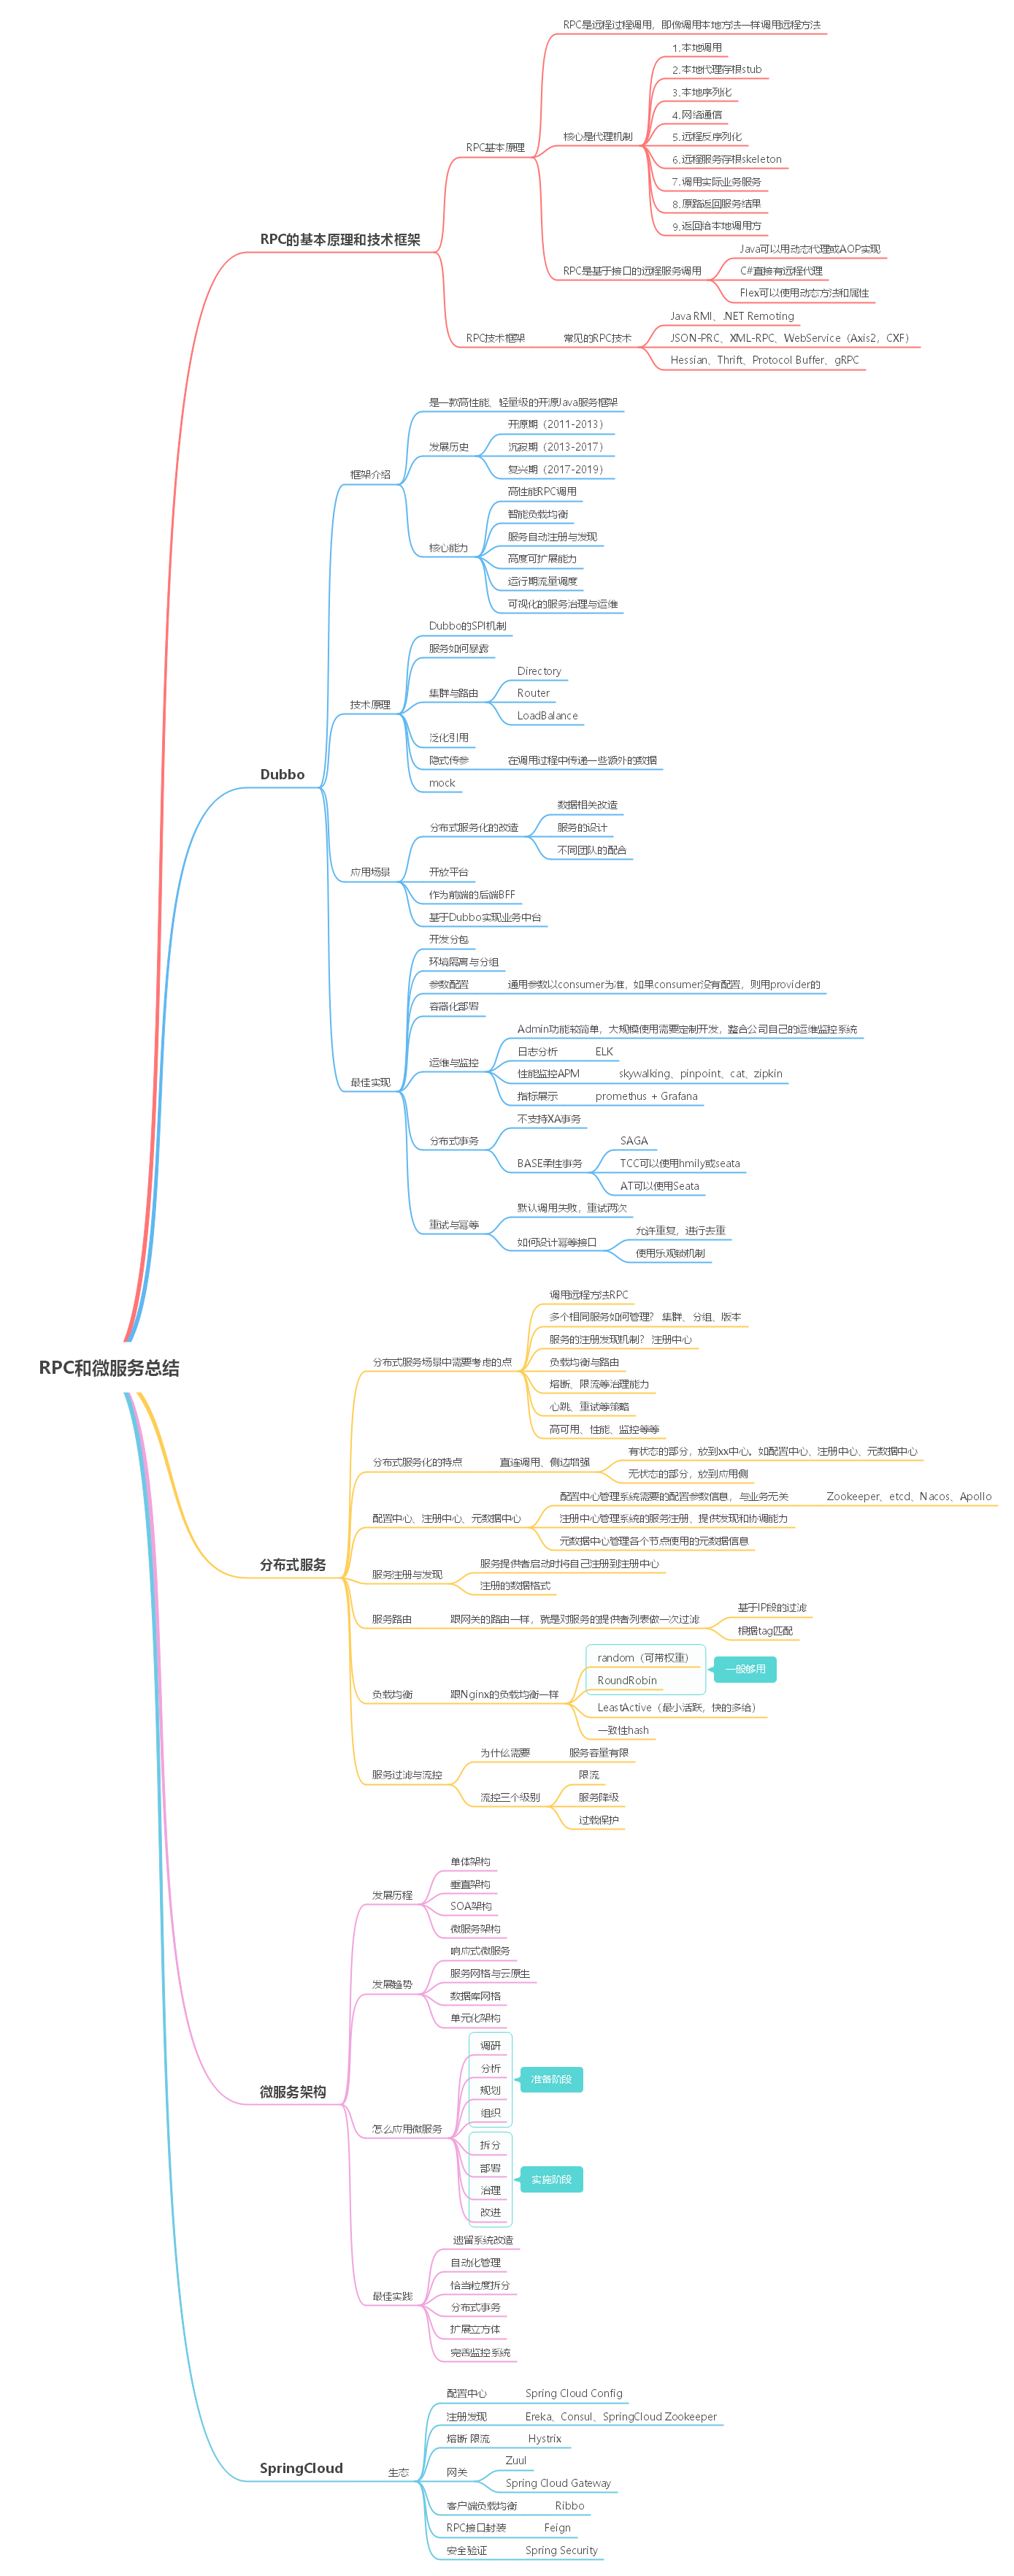 RPC和微服务总结
RPC的基本原理和技术框架
RPC基本原理
RPC是远程过程调用，即像调用本地方法一样调用远程方法
核心是代理机制
1.本地调用
2.本地代理存根stub
3.本地序列化
4.网络通信
5.远程反序列化
6.远程服务存根skeleton
7.调用实际业务服务
8.原路返回服务结果
9.返回给本地调用方
RPC是基于接口的远程服务调用
Java可以用动态代理或AOP实现
C#直接有远程代理
Flex可以使用动态方法和属性
RPC技术框架
常见的RPC技术
Java RMI、.NET Remoting
JSON-PRC、XML-RPC、WebService（Axis2，CXF）
Hessian、Thrift、Protocol Buffer、gRPC
Dubbo
框架介绍
是一款高性能、轻量级的开源Java服务框架
发展历史
开源期（2011-2013）
沉寂期（2013-2017）
复兴期（2017-2019）
核心能力
高性能RPC调用
智能负载均衡
服务自动注册与发现
高度可扩展能力
运行期流量调度
可视化的服务治理与运维
技术原理
Dubbo的SPI机制
服务如何暴露
集群与路由
Directory
Router
LoadBalance
泛化引用
隐式传参
在调用过程中传递一些额外的数据
mock
应用场景
分布式服务化的改造
数据相关改造
服务的设计
不同团队的配合
开放平台
作为前端的后端BFF
基于Dubbo实现业务中台
最佳实现
开发分包
环境隔离与分组
参数配置
通用参数以consumer为准，如果consumer没有配置，则用provider的
容器化部署
运维与监控
Admin功能较简单，大规模使用需要定制开发，整合公司自己的运维监控系统
日志分析
ELK
性能监控APM
skywalking、pinpoint、cat、zipkin
指标展示
promethus + Grafana
分布式事务
不支持XA事务
BASE柔性事务
SAGA
TCC可以使用hmily或seata
AT可以使用Seata
重试与幂等
默认调用失败，重试两次
如何设计幂等接口
允许重复，进行去重
使用乐观锁机制
分布式服务
分布式服务场景中需要考虑的点
调用远程方法RPC
多个相同服务如何管理？ 集群、分组、版本
服务的注册发现机制？ 注册中心
负载均衡与路由
熔断、限流等治理能力
心跳、重试等策略
高可用、性能、监控等等
分布式服务化的特点
直连调用、侧边增强
有状态的部分，放到xx中心。如配置中心、注册中心、元数据中心
无状态的部分，放到应用侧
配置中心、注册中心、元数据中心
配置中心管理系统需要的配置参数信息，与业务无关
Zookeeper、etcd、Nacos、Apollo
注册中心管理系统的服务注册、提供发现和协调能力
元数据中心管理各个节点使用的元数据信息
服务注册与发现
服务提供者启动时将自己注册到注册中心
注册的数据格式
服务路由
跟网关的路由一样，就是对服务的提供者列表做一次过滤
基于IP段的过滤
根据tag匹配
负载均衡
跟Nginx的负载均衡一样
random（可带权重）
RoundRobin
一般够用
LeastActive（最小活跃，快的多给）
一致性hash
服务过滤与流控
为什么需要
服务容量有限
流控三个级别
限流
服务降级
过载保护
微服务架构
发展历程
单体架构
垂直架构
SOA架构
微服务架构
发展趋势
响应式微服务
服务网格与云原生
数据库网格
单元化架构
怎么应用微服务
调研
分析
规划
组织
准备阶段
拆分
部署
治理
改进
实施阶段
最佳实践
遗留系统改造
自动化管理
恰当粒度拆分
分布式事务
扩展立方体
完善监控系统
SpringCloud
生态
配置中心
Spring Cloud Config
注册发现
Ereka、Consul、SpringCloud Zookeeper
熔断 限流
Hystrix
网关
Zuul
Spring Cloud Gateway
客户端负载均衡
Ribbo
RPC接口封装
Feign
安全验证
Spring Security